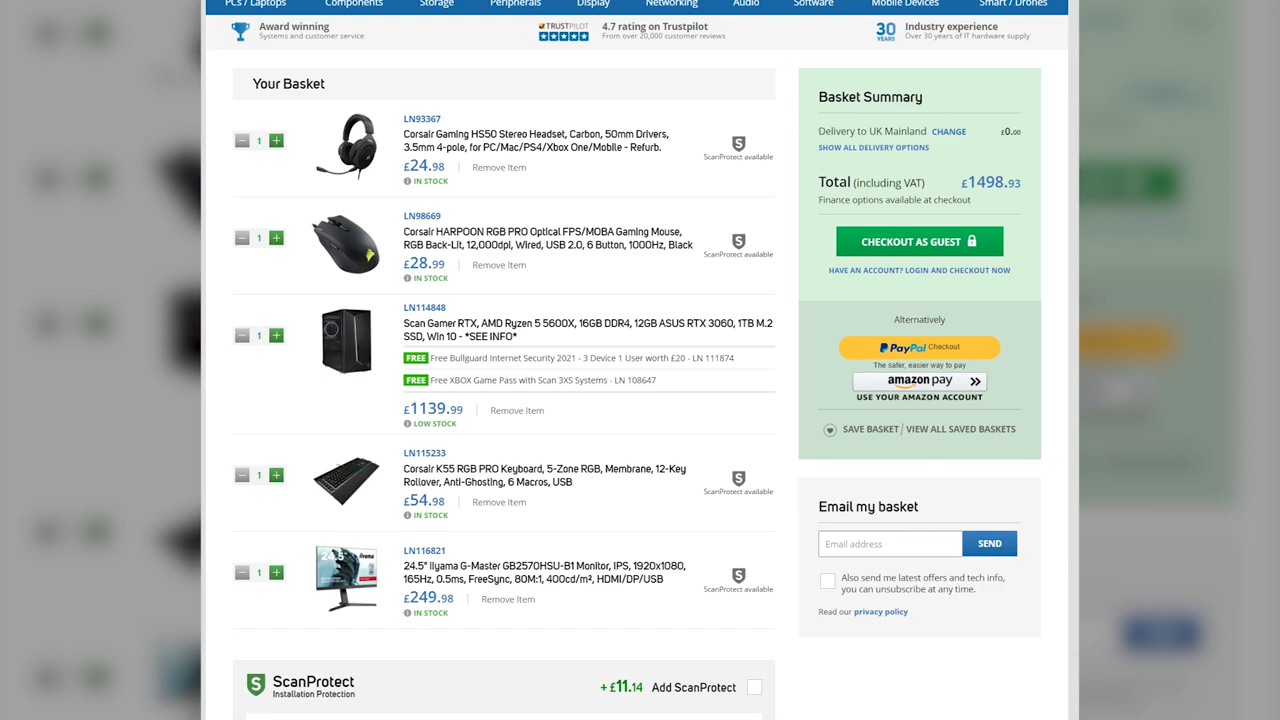 PCs / Laptops Components Storage Peripherals Display Networking Audio Software Mobile Devices Smart / Drones
Award winning
Systems and customer service
TRUSTPILOT
4.7 rating on Trustpilot
From over 20,000 customer reviews
30 YEARS
Industry experience
Over 30 years of IT hardware supply
Your Basket
1
LN93367
Corsair Gaming HS50 Stereo Headset, Carbon, 50mm Drivers,
3.5mm 4-pole, for PC/Mac/PS4/Xbox One/Mobile - Refurb.
£24.98 Remove Item
IN STOCK
ScanProtect available
1
LN98669
Corsair HARPOON RGB PRO Optical FPS/MOBA Gaming Mouse,
RGB Back-Lit, 12,000dpi, Wired, USB 2.0, 6 Button, 1000Hz, Black
£28.99 Remove Item
IN STOCK
ScanProtect available
1
LN114848
Scan Gamer RTX, AMD Ryzen 5 5600X, 16GB DDR4, 12GB ASUS RTX 3060, 1TB M.2
SSD, Win 10 - *SEE INFO*
FREE Free Bullguard Internet Security 2021 - 3 Device 1 User worth £20 - LN 111874
FREE Free XBOX Game Pass with Scan 3XS Systems - LN 108647
£1139.99 Remove Item
LOW STOCK
1
LN115233
Corsair K55 RGB PRO Keyboard, 5-Zone RGB, Membrane, 12-Key
Rollover, Anti-Ghosting, 6 Macros, USB
£54.98 Remove Item
IN STOCK
ScanProtect available
1
LN116821
24.5" Iiyama G-Master GB2570HSU-B1 Monitor, IPS, 1920x1080,
165Hz, 0.5ms, FreeSync, 80M:1, 400cd/m², HDMI/DP/USB
£249.98 Remove Item
IN STOCK
ScanProtect available
ScanProtect
Installation Protection
+ £11.14 Add ScanProtect
Basket Summary
Delivery to UK Mainland CHANGE £0.00
SHOW ALL DELIVERY OPTIONS
Total (including VAT) £1498.93
Finance options available at checkout
CHECKOUT AS GUEST
HAVE AN ACCOUNT? LOGIN AND CHECKOUT NOW
Alternatively
PayPal Checkout
The safer, easier way to pay
amazon pay
USE YOUR AMAZON ACCOUNT
SAVE BASKET / VIEW ALL SAVED BASKETS
Email my basket
Email address SEND
Also send me latest offers and tech info,
you can unsubscribe at any time.
Read our privacy policy